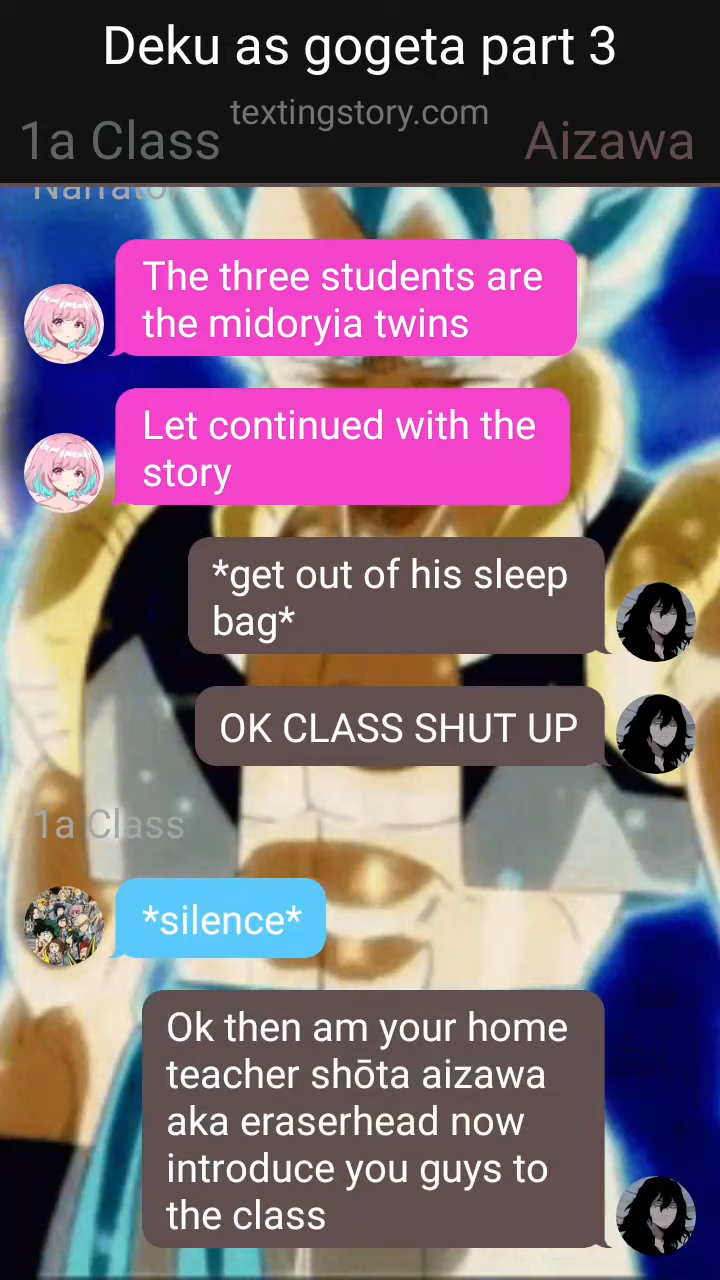 Deku as gogeta part 3
textingstory.com
1a Class
Aizawa
Narrator
The three students are
the midoryia twins
Let continued with the
story
*get out of his sleep
bag*
OK CLASS SHUT UP
1a Class
*silence*
Ok then am your home
teacher shōta aizawa
aka eraserhead now
introduce you guys to
the class